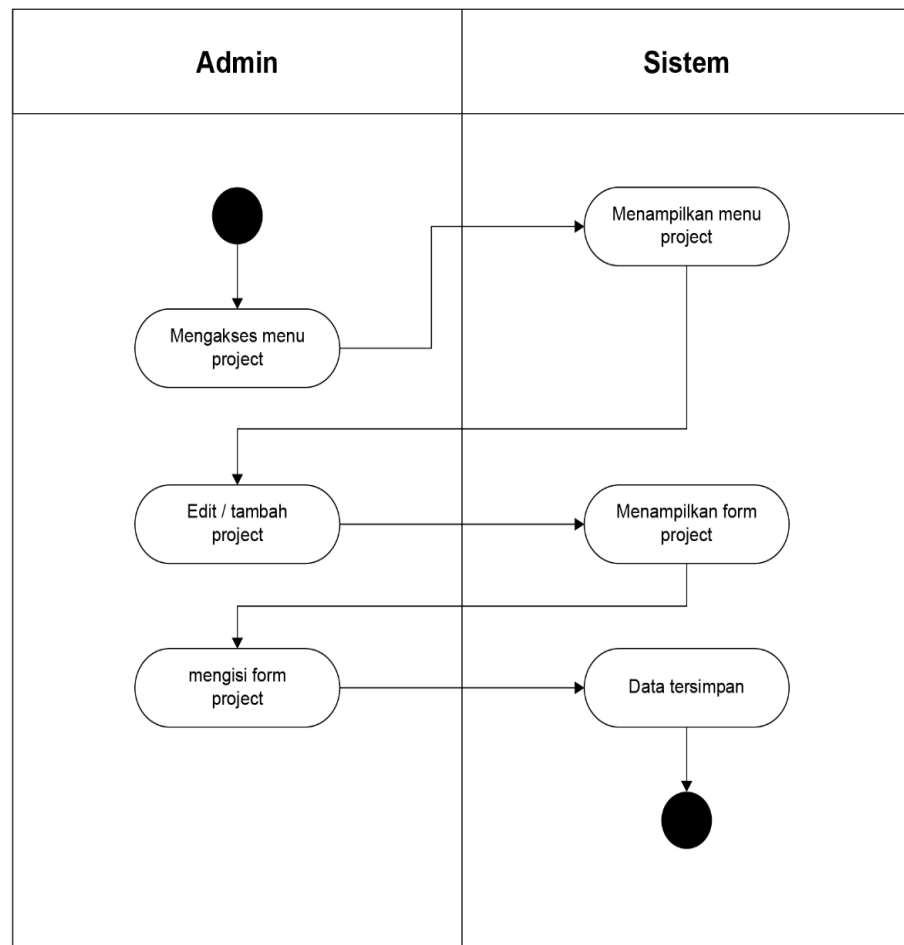 Admin
Sistem
Menampilkan menu
project
Mengakses menu
project
Edit / tambah
project
Menampilkan form
project
mengisi form
project
Data tersimpan